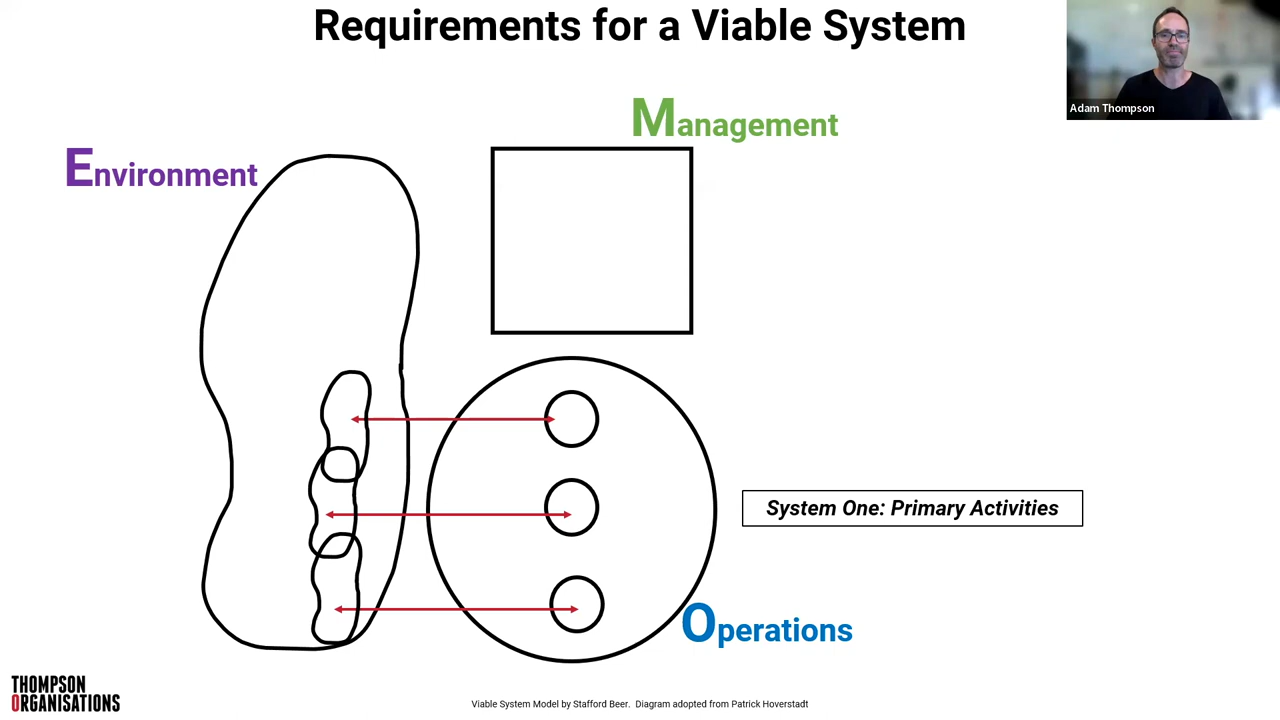 Requirements for a Viable System
Adam Thompson
Management
Environment
System One: Primary Activities
Operations
THOMPSON
ORGANISATIONS
Viable System Model by Stafford Beer. Diagram adopted from Patrick Hoverstadt